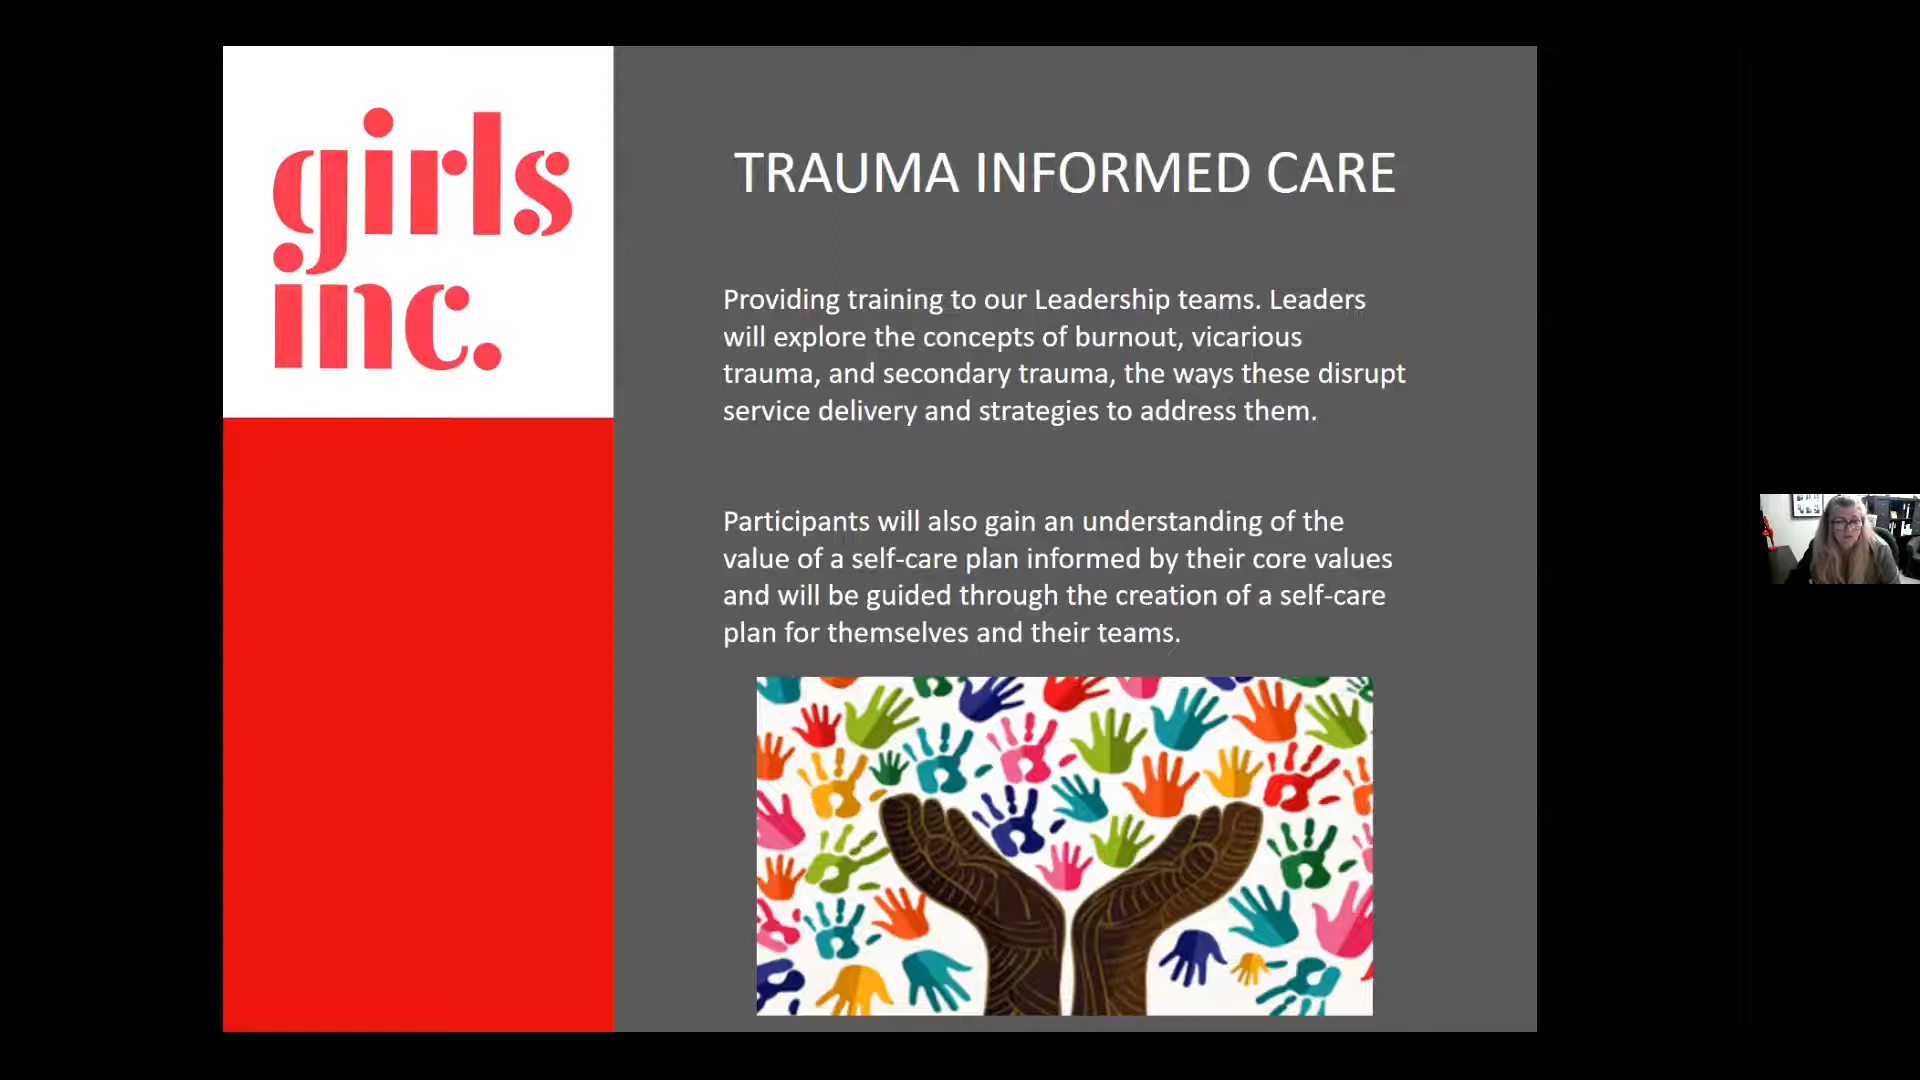 girls
inc.
TRAUMA INFORMED CARE
Providing training to our Leadership teams. Leaders
will explore the concepts of burnout, vicarious
trauma, and secondary trauma, the ways these disrupt
service delivery and strategies to address them.
Participants will also gain an understanding of the
value of a self-care plan informed by their core values
and will be guided through the creation of a self-care
plan for themselves and their teams.